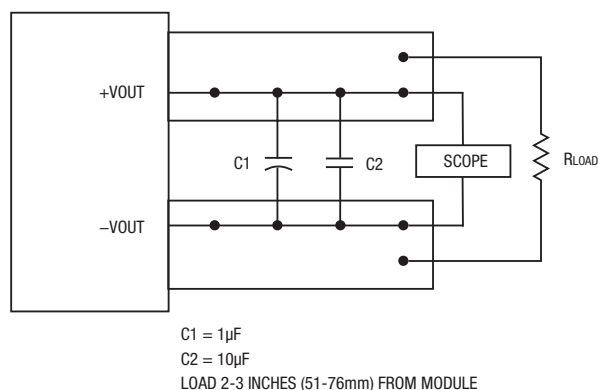 +VOUT
C1
C2
SCOPE
RLOAD
−VOUT
C1 = 1µF
C2 = 10µF
LOAD 2-3 INCHES (51-76mm) FROM MODULE